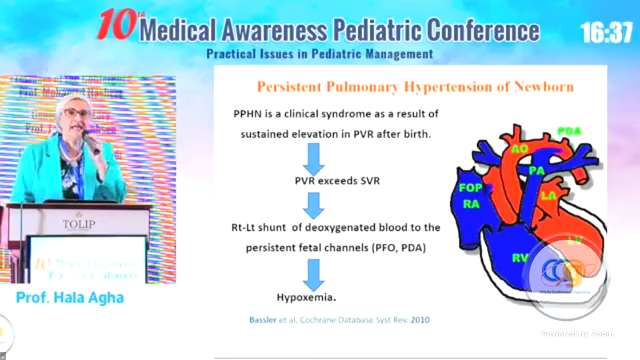 10th Medical Awareness Pediatric Conference
Practical Issues in Pediatric Management
16:37
Persistent Pulmonary Hypertension of Newborn
PPHN is a clinical syndrome as a result of
sustained elevation in PVR after birth.
PVR exceeds SVR
Rt-Lt shunt of deoxygenated blood to the
persistent fetal channels (PFO, PDA)
Hypoxemia.
Bassler et al, Cochrane Database Syst Rev. 2010
PDA
AO
PA
FOP
RA
LA
LV
RV
TOLIP
Prof. Hala Agha
Powered by Zoom